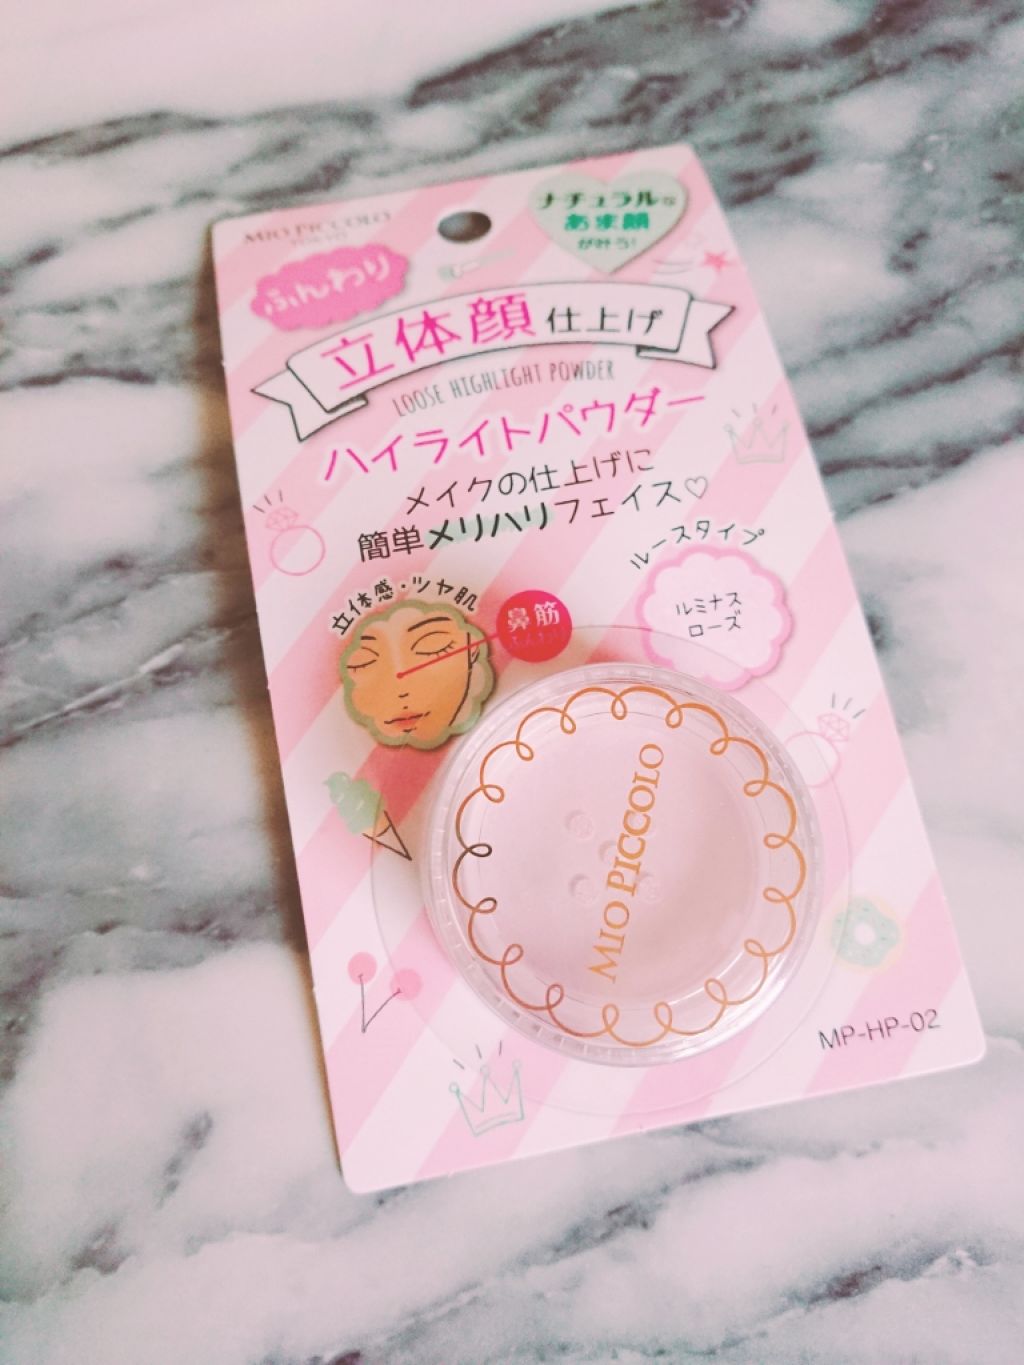 MIO PICCOLO
TOKYO
ナチュラルな
あま顔
が叶う!
ふんわり
立体顔仕上げ
LOOSE HIGHLIGHT POWDER
ハイライトパウダー
メイクの仕上げに
簡単メリハリフェイス♡
ルースタイプ
ルミナス
ローズ
立体感・ツヤ肌
鼻筋
MIO PICCOLO
MP-HP-02